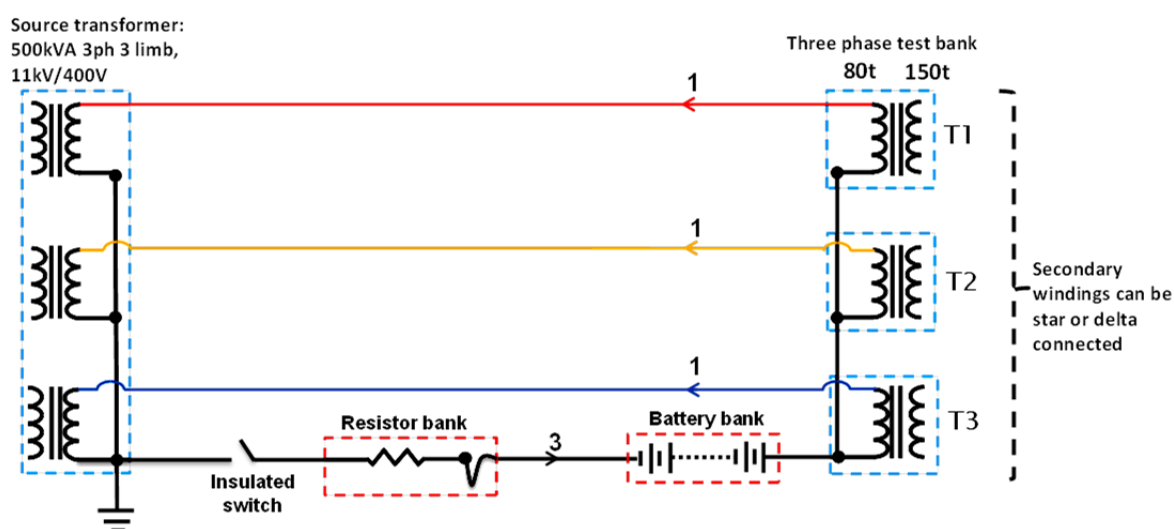 Source transformer:
500kVA 3ph 3 limb,
11kV/400V
Three phase test bank
80t 150t
1
T1
1
T2
Secondary
windings can be
star or delta
connected
1
T3
Resistor bank
Battery bank
3
Insulated
switch